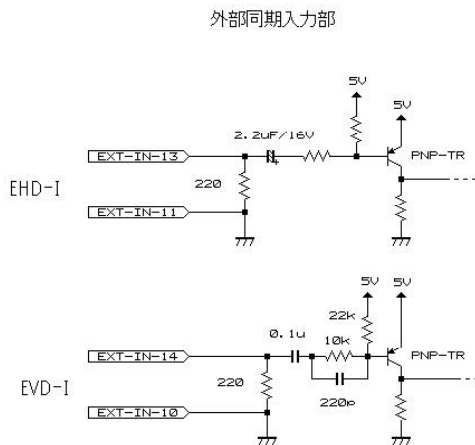 外部同期入力部
5V
5V
2.2uF/16V
EXT-IN-13
PNP-TR
EHD-I
220
EXT-IN-11
5V
5V
22k
0.1u
10k
EXT-IN-14
PNP-TR
220
220p
EVD-I
EXT-IN-10